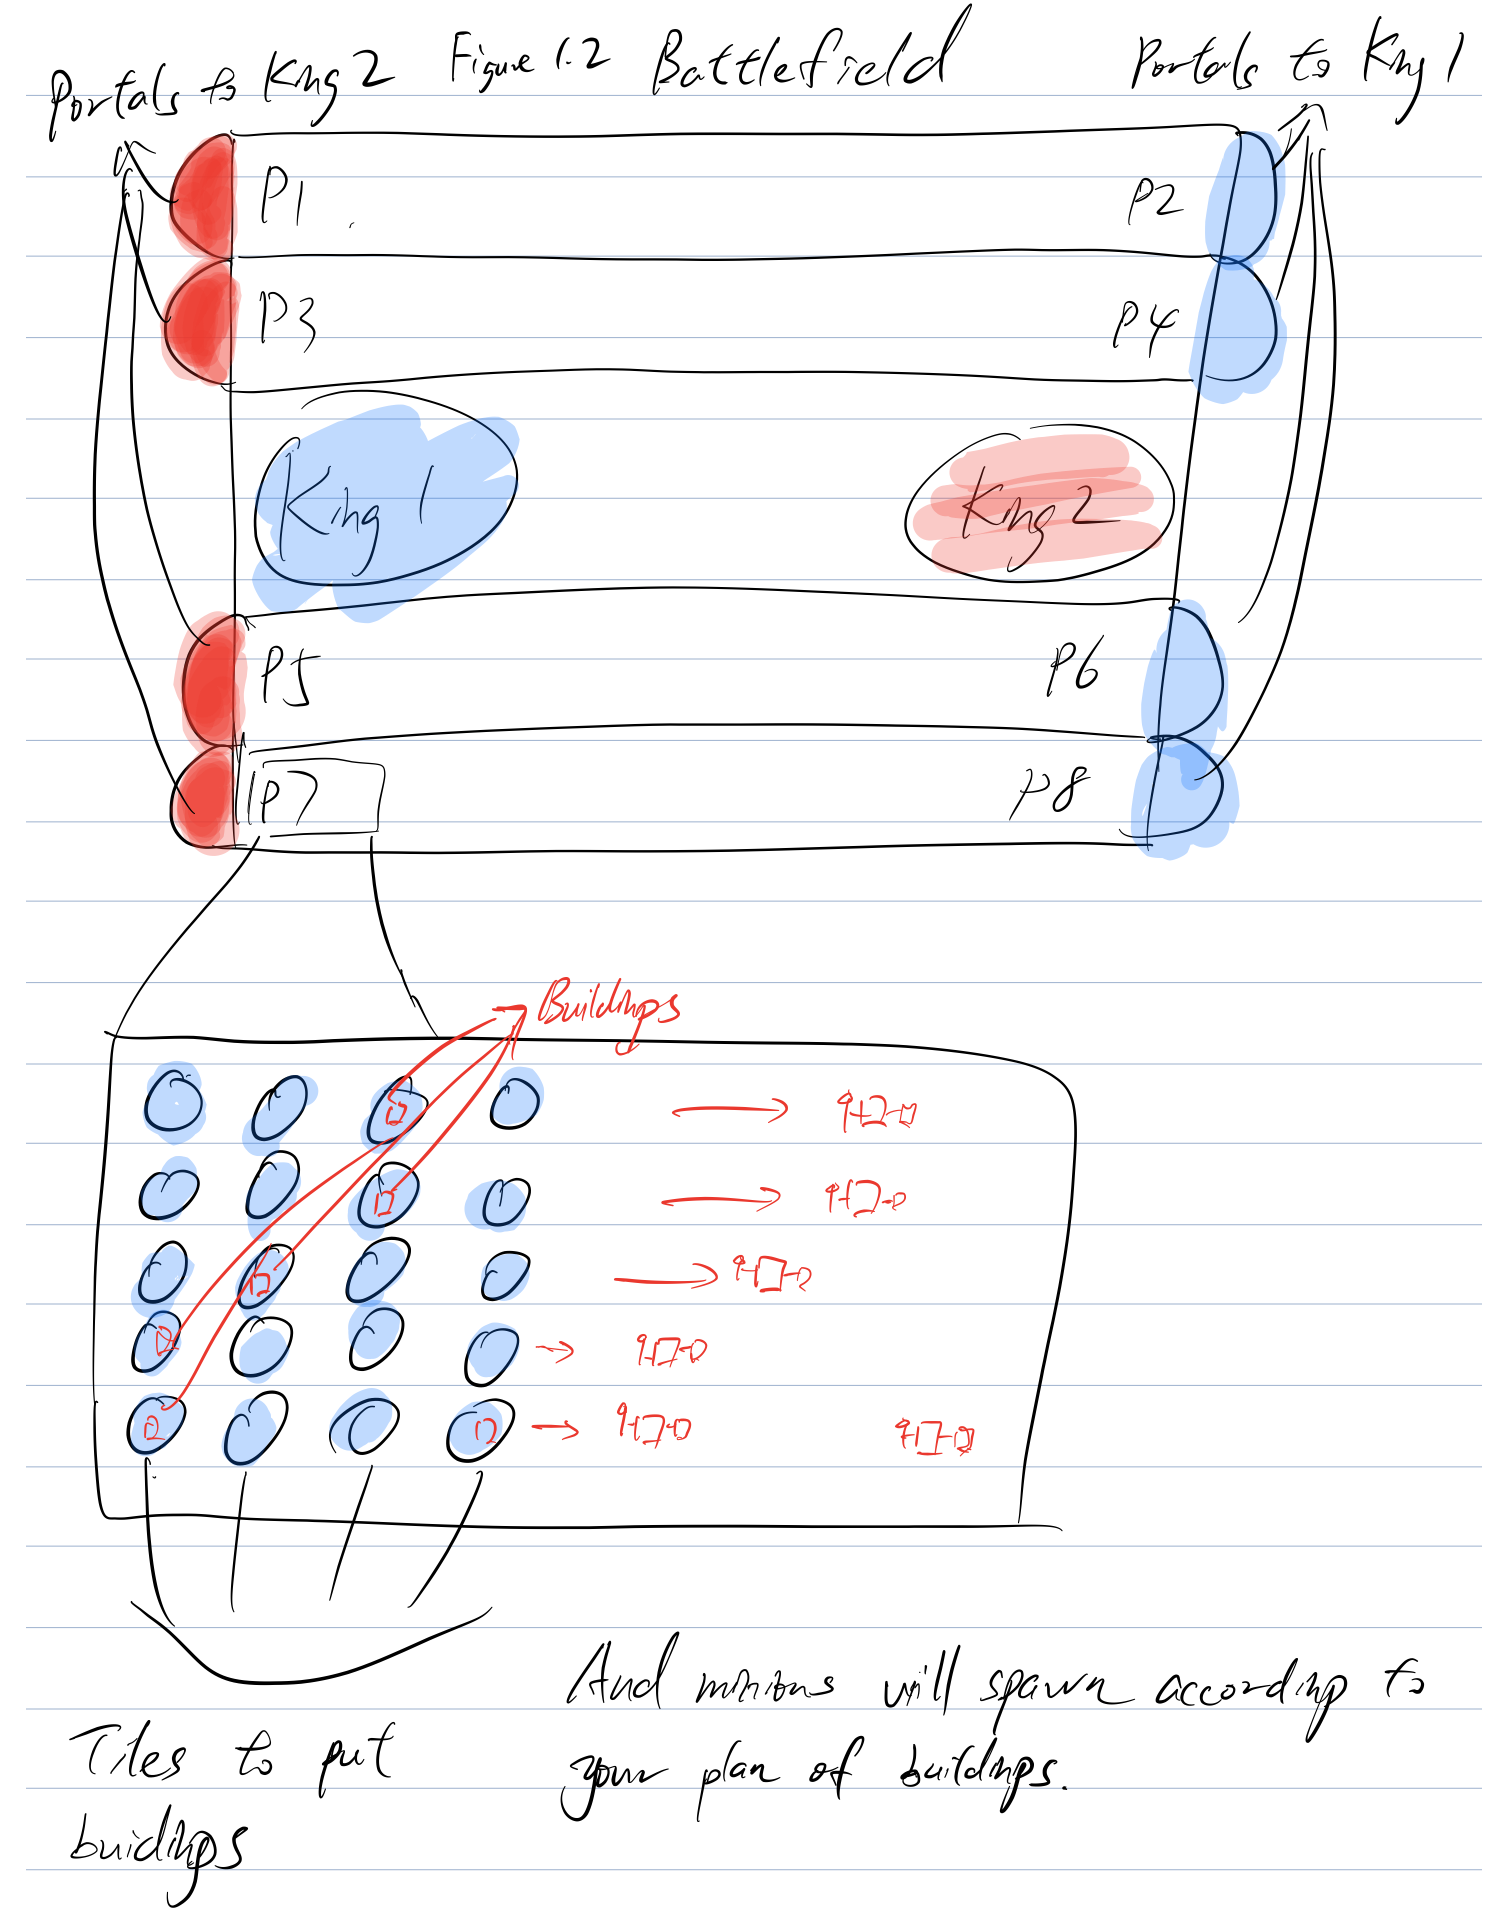 Portals to King 2
Figure 1.2 Battlefield
Portals to King 1
P1
P2
P3
P4
King 1
King 2
P5
P6
P7
P8
Buildings
Tiles to put
buidings
And minions will spawn according to
your plan of buildings.